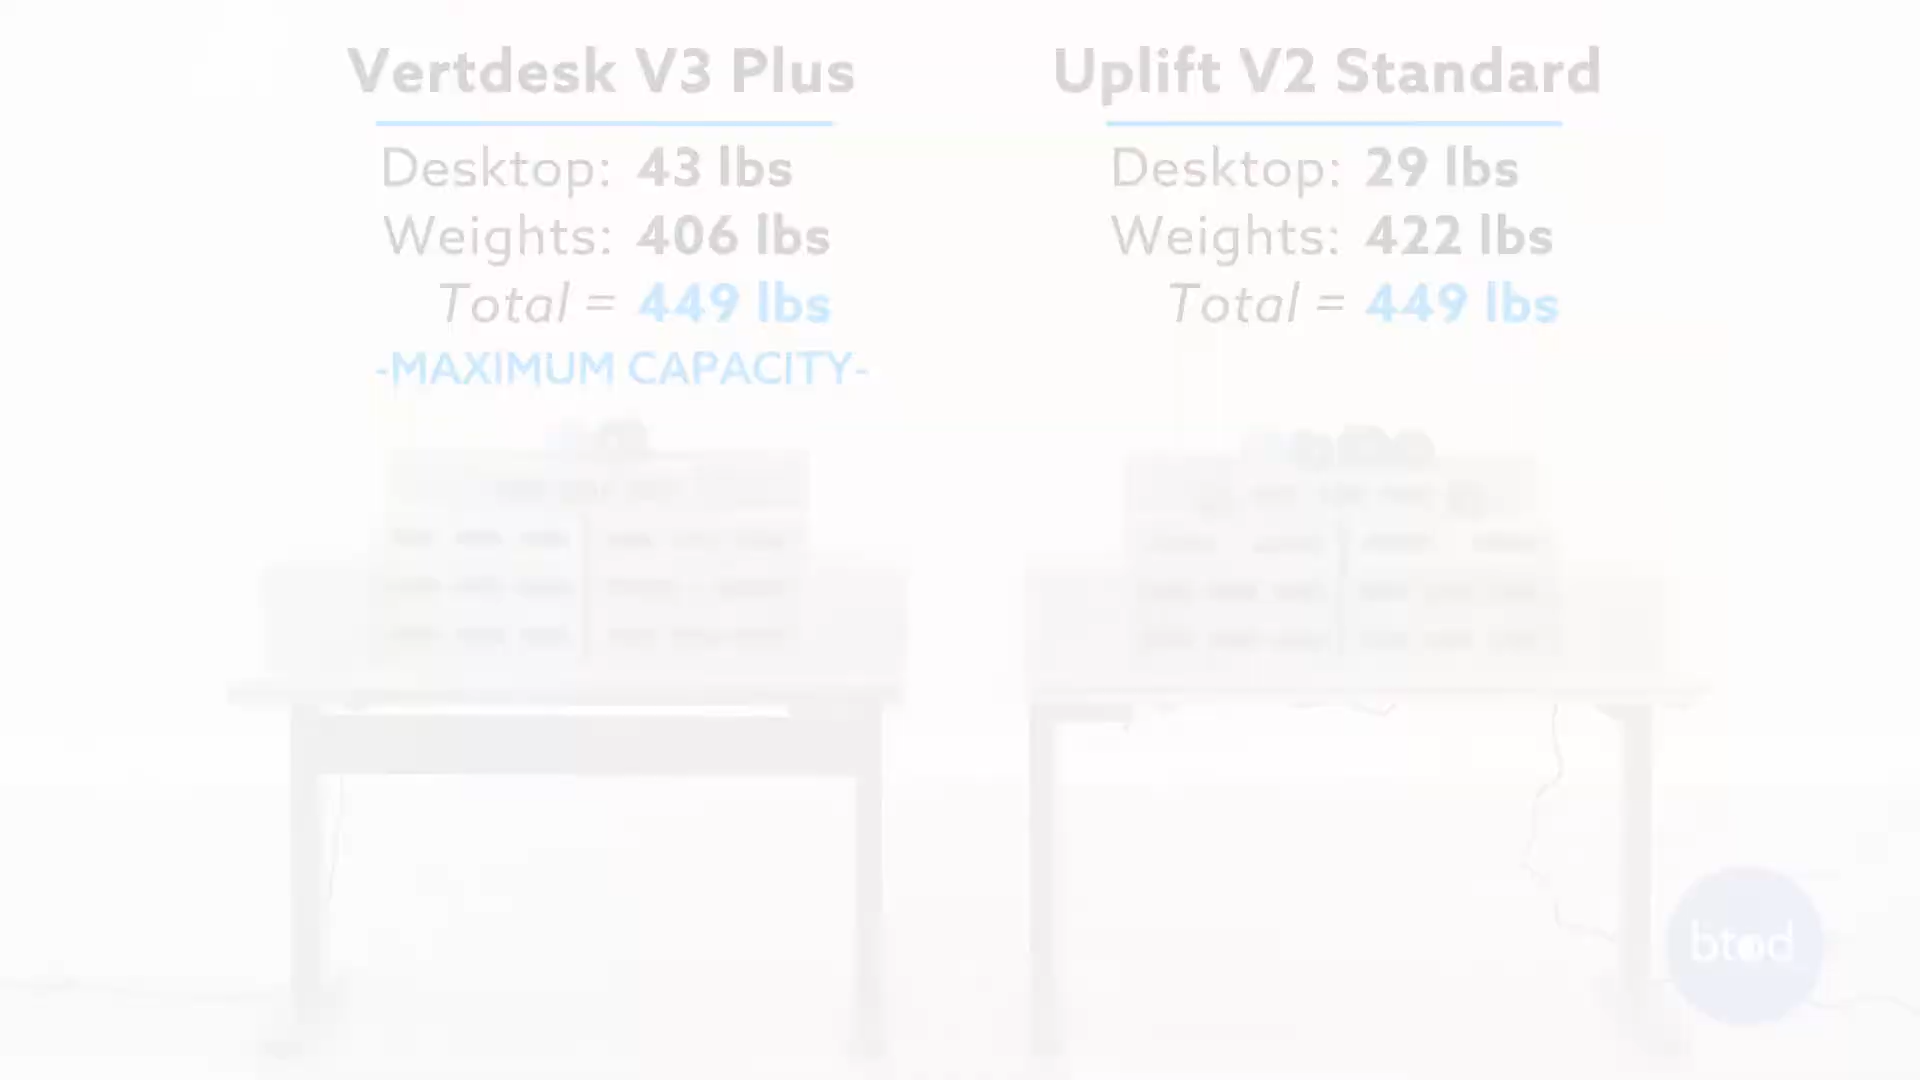 Vertdesk V3 Plus
Desktop: 43 lbs
Weights: 406 lbs
Total = 449 lbs
-MAXIMUM CAPACITY-
Uplift V2 Standard
Desktop: 29 lbs
Weights: 422 lbs
Total = 449 lbs
btod